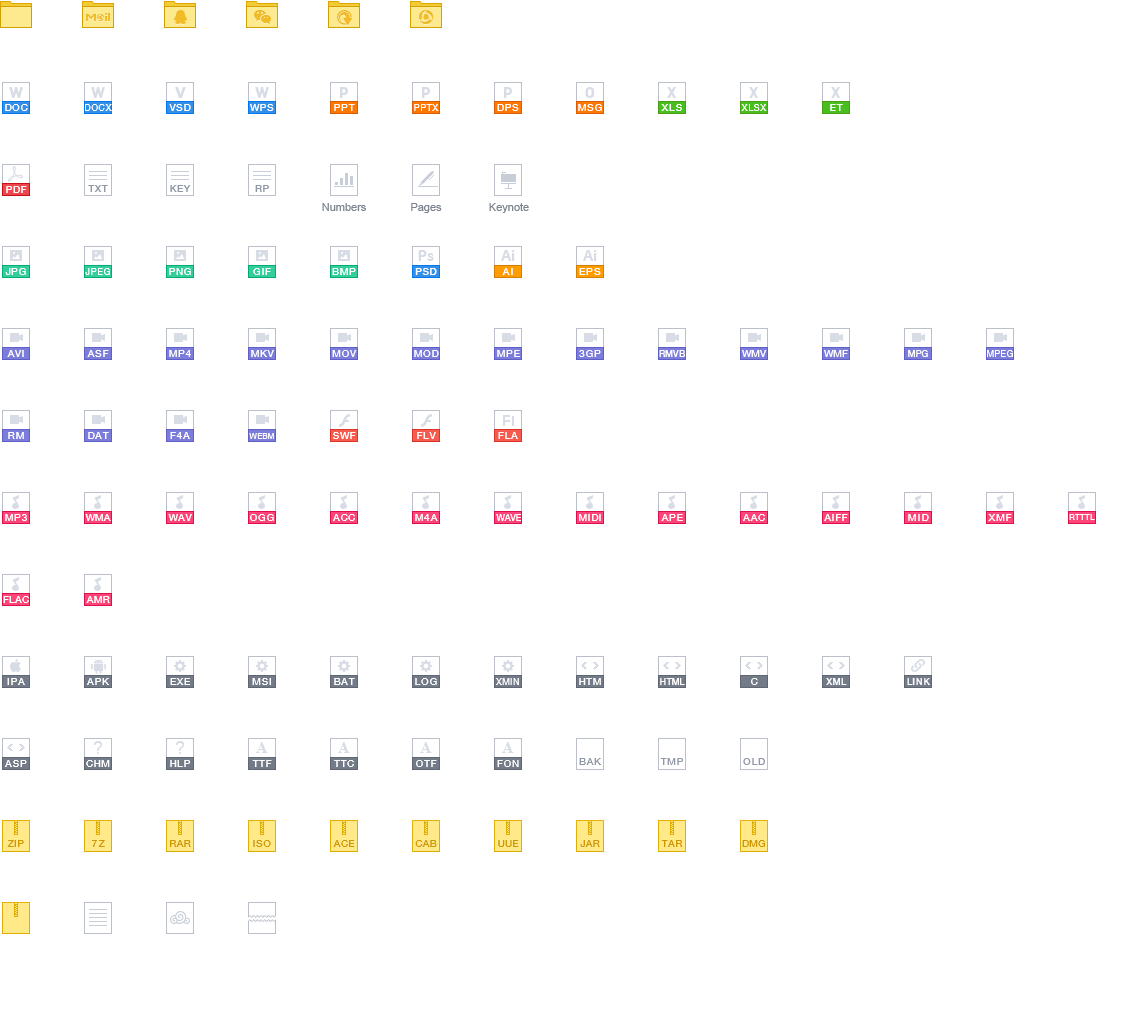 M@il
W W V W P P P O X X X
DOC DOCX VSD WPS PPT PPTX DPS MSG XLS XLSX ET
PDF TXT KEY RP
Numbers Pages Keynote
Ps Ai Ai
JPG JPEG PNG GIF BMP PSD AI EPS
AVI ASF MP4 MKV MOV MOD MPE 3GP RMVB WMV WMF MPG MPEG
Fl
RM DAT F4A WEBM SWF FLV FLA
MP3 WMA WAV OGG ACC M4A WAVE MIDI APE AAC AIFF MID XMF RTTTL
FLAC AMR
IPA APK EXE MSI BAT LOG XMIN HTM HTML C XML LINK
? ? A A A A
ASP CHM HLP TTF TTC OTF FON BAK TMP OLD
ZIP 7Z RAR ISO ACE CAB UUE JAR TAR DMG